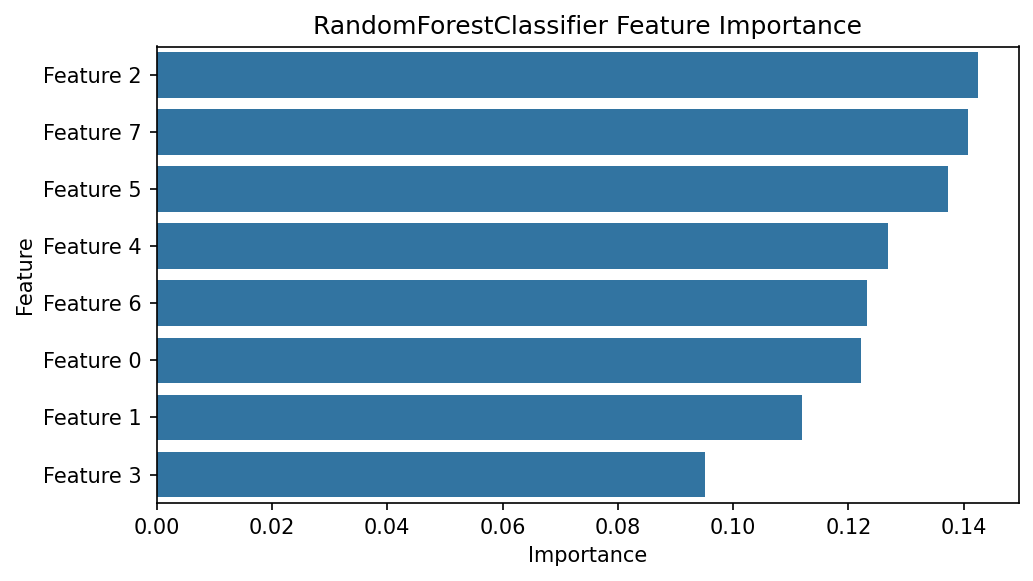 RandomForestClassifier Feature Importance
Feature 2
Feature 7
Feature 5
Feature 4
Feature 6
Feature 0
Feature 1
Feature 3
Feature
0.00 0.02 0.04 0.06 0.08 0.10 0.12 0.14
Importance